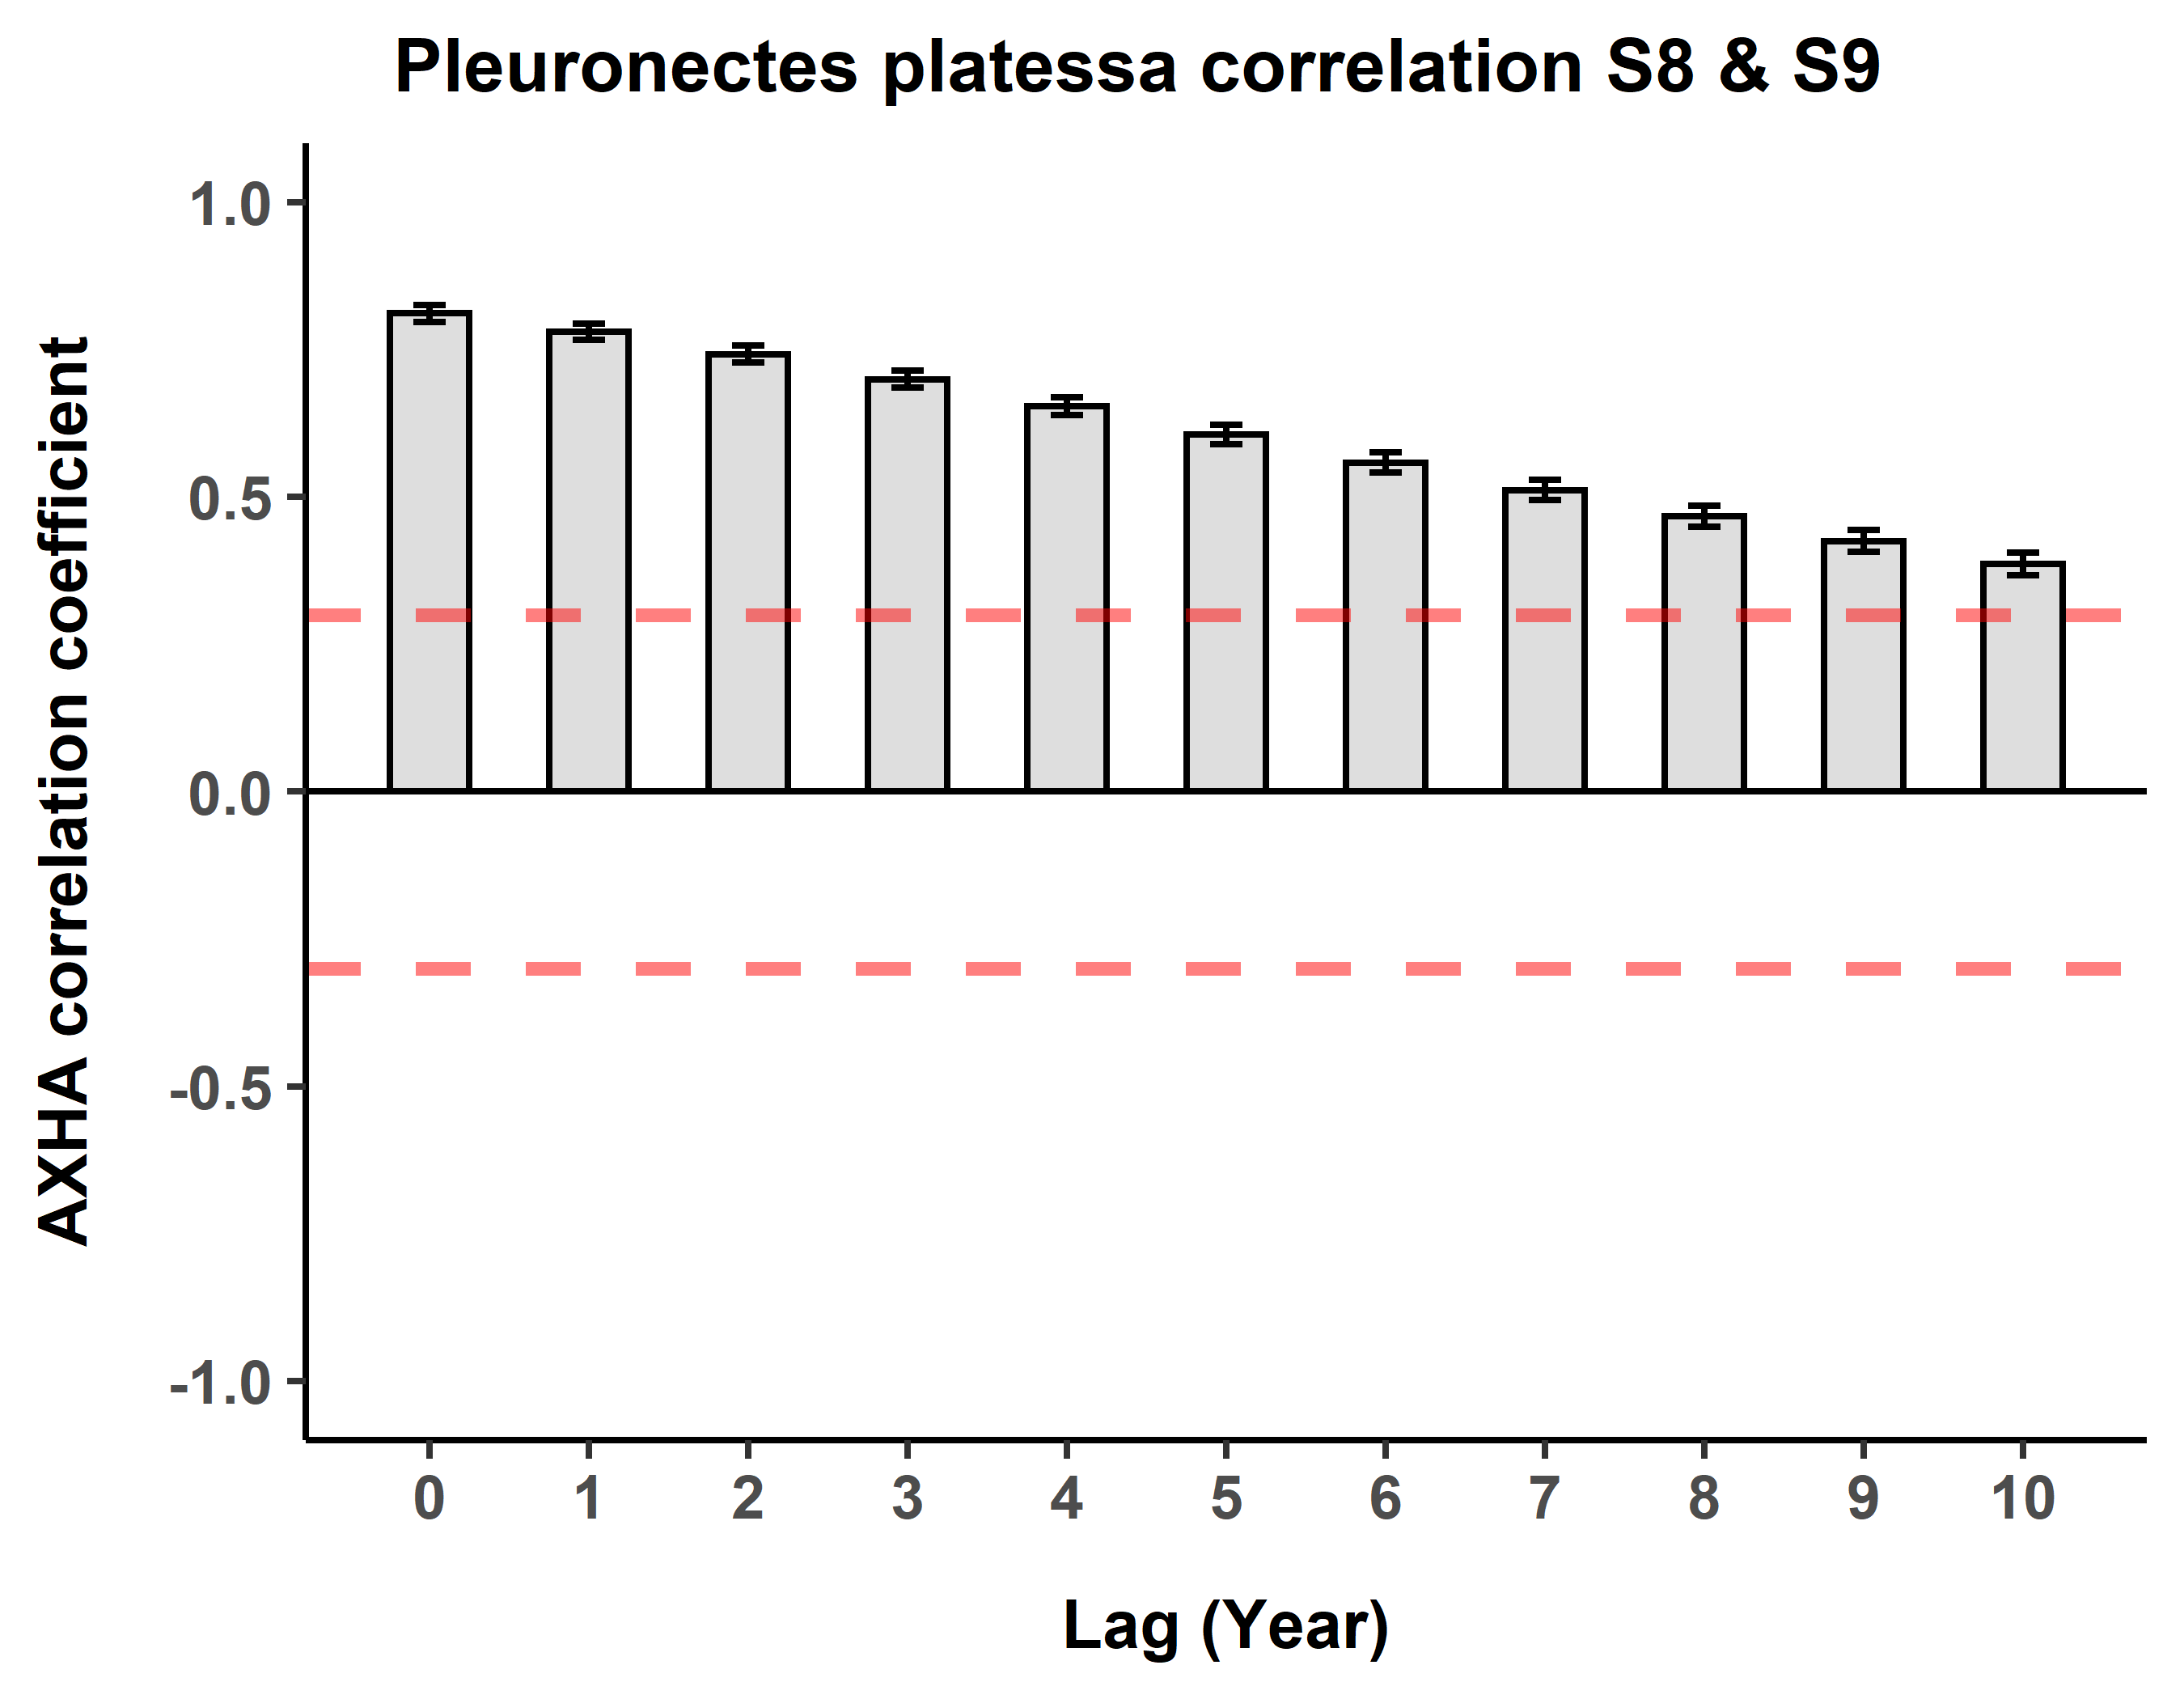 Pleuronectes platessa correlation S8 & S9
AXHA correlation coefficient
1.0
0.5
0.0
-0.5
-1.0
0 1 2 3 4 5 6 7 8 9 10
Lag (Year)